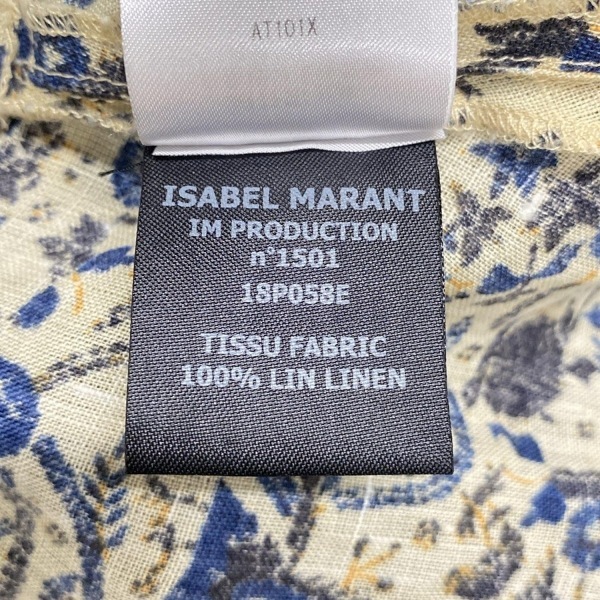 AT101X
ISABEL MARANT
IM PRODUCTION
n°1501
18P058E
TISSU FABRIC
100% LIN LINEN